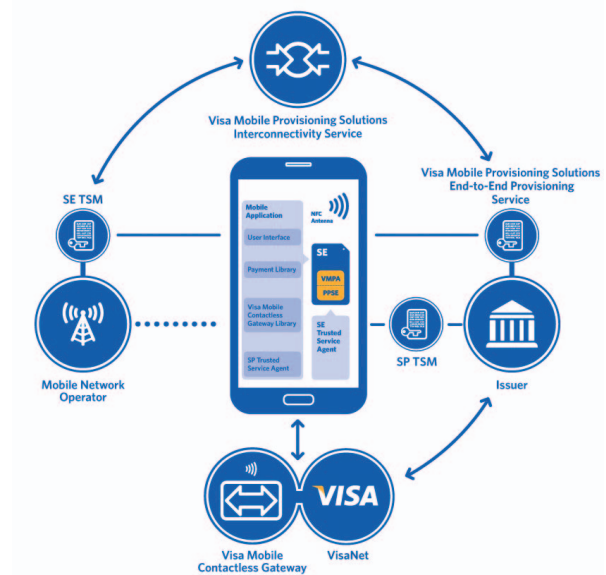 Visa Mobile Provisioning Solutions
Interconnectivity Service
Visa Mobile Provisioning Solutions
End-to-End Provisioning
Service
SE TSM
Mobile
Application
NFC
Antenna
User Interface
SE
Payment Library
VMPA
PPSE
Visa Mobile
Contactless
Gateway Library
SE
Trusted
Service
Agent
SP Trusted
Service Agent
SP TSM
Mobile Network
Operator
Issuer
VISA
Visa Mobile
Contactless Gateway
VisaNet